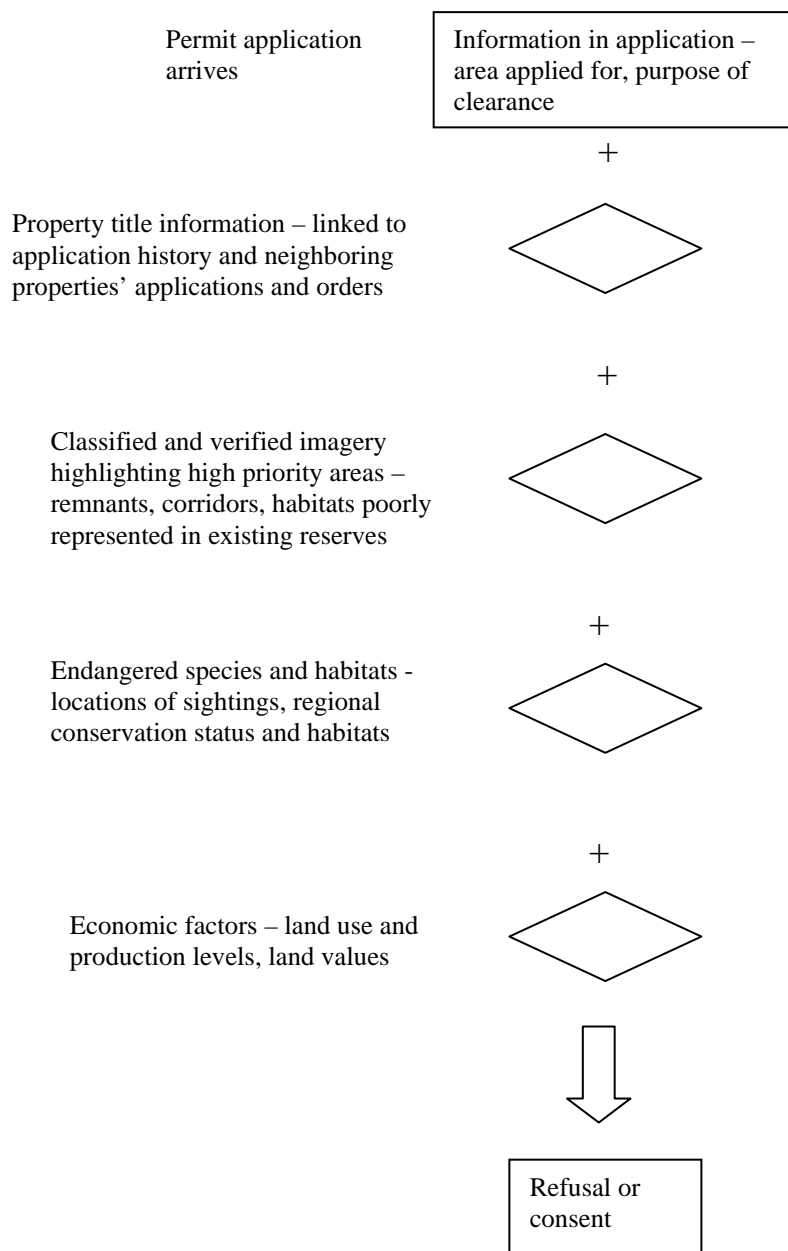 Permit application
arrives
Information in application –
area applied for, purpose of
clearance
+
Property title information – linked to
application history and neighboring
properties’ applications and orders
+
Classified and verified imagery
highlighting high priority areas –
remnants, corridors, habitats poorly
represented in existing reserves
+
Endangered species and habitats -
locations of sightings, regional
conservation status and habitats
+
Economic factors – land use and
production levels, land values
Refusal or
consent